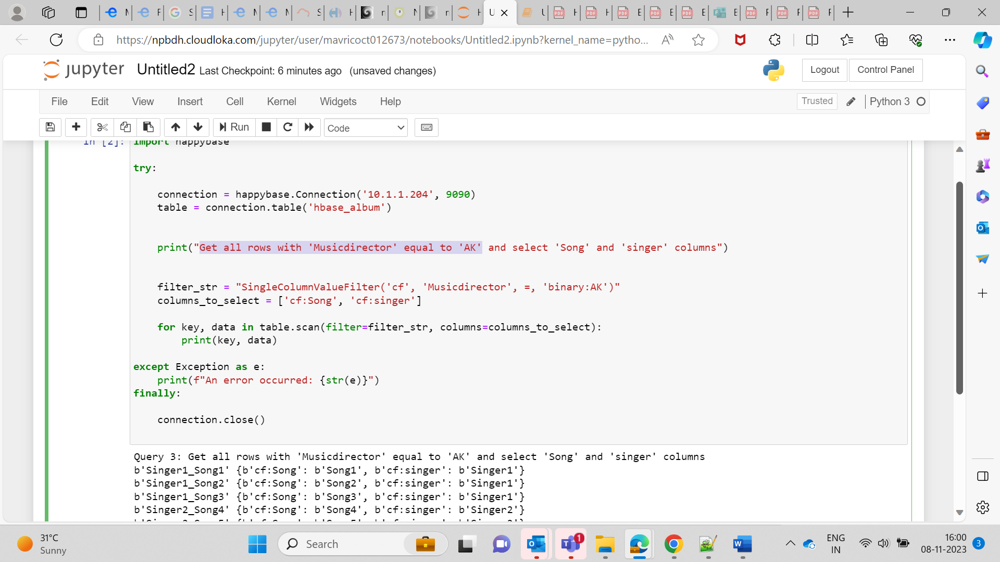 https://npbdh.cloudloka.com/jupyter/user/mavricoct012673/notebooks/Untitled2.ipynb?kernel_name=pytho...
jupyter Untitled2 Last Checkpoint: 6 minutes ago (unsaved changes)
Logout Control Panel
File Edit View Insert Cell Kernel Widgets Help
Trusted Python 3
Run Code
In [2]: import happybase
try:
connection = happybase.Connection('10.1.1.204', 9090)
table = connection.table('hbase_album')
print("Get all rows with 'Musicdirector' equal to 'AK' and select 'Song' and 'singer' columns")
filter_str = "SingleColumnValueFilter('cf', 'Musicdirector', =, 'binary:AK')"
columns_to_select = ['cf:Song', 'cf:singer']
for key, data in table.scan(filter=filter_str, columns=columns_to_select):
print(key, data)
except Exception as e:
print(f"An error occurred: {str(e)}")
finally:
connection.close()
Query 3: Get all rows with 'Musicdirector' equal to 'AK' and select 'Song' and 'singer' columns
b'Singer1_Song1' {b'cf:Song': b'Song1', b'cf:singer': b'Singer1'}
b'Singer1_Song2' {b'cf:Song': b'Song2', b'cf:singer': b'Singer1'}
b'Singer1_Song3' {b'cf:Song': b'Song3', b'cf:singer': b'Singer1'}
b'Singer2_Song4' {b'cf:Song': b'Song4', b'cf:singer': b'Singer2'}
31°C
Sunny
Search
1
ENG
IN
16:00
08-11-2023
3